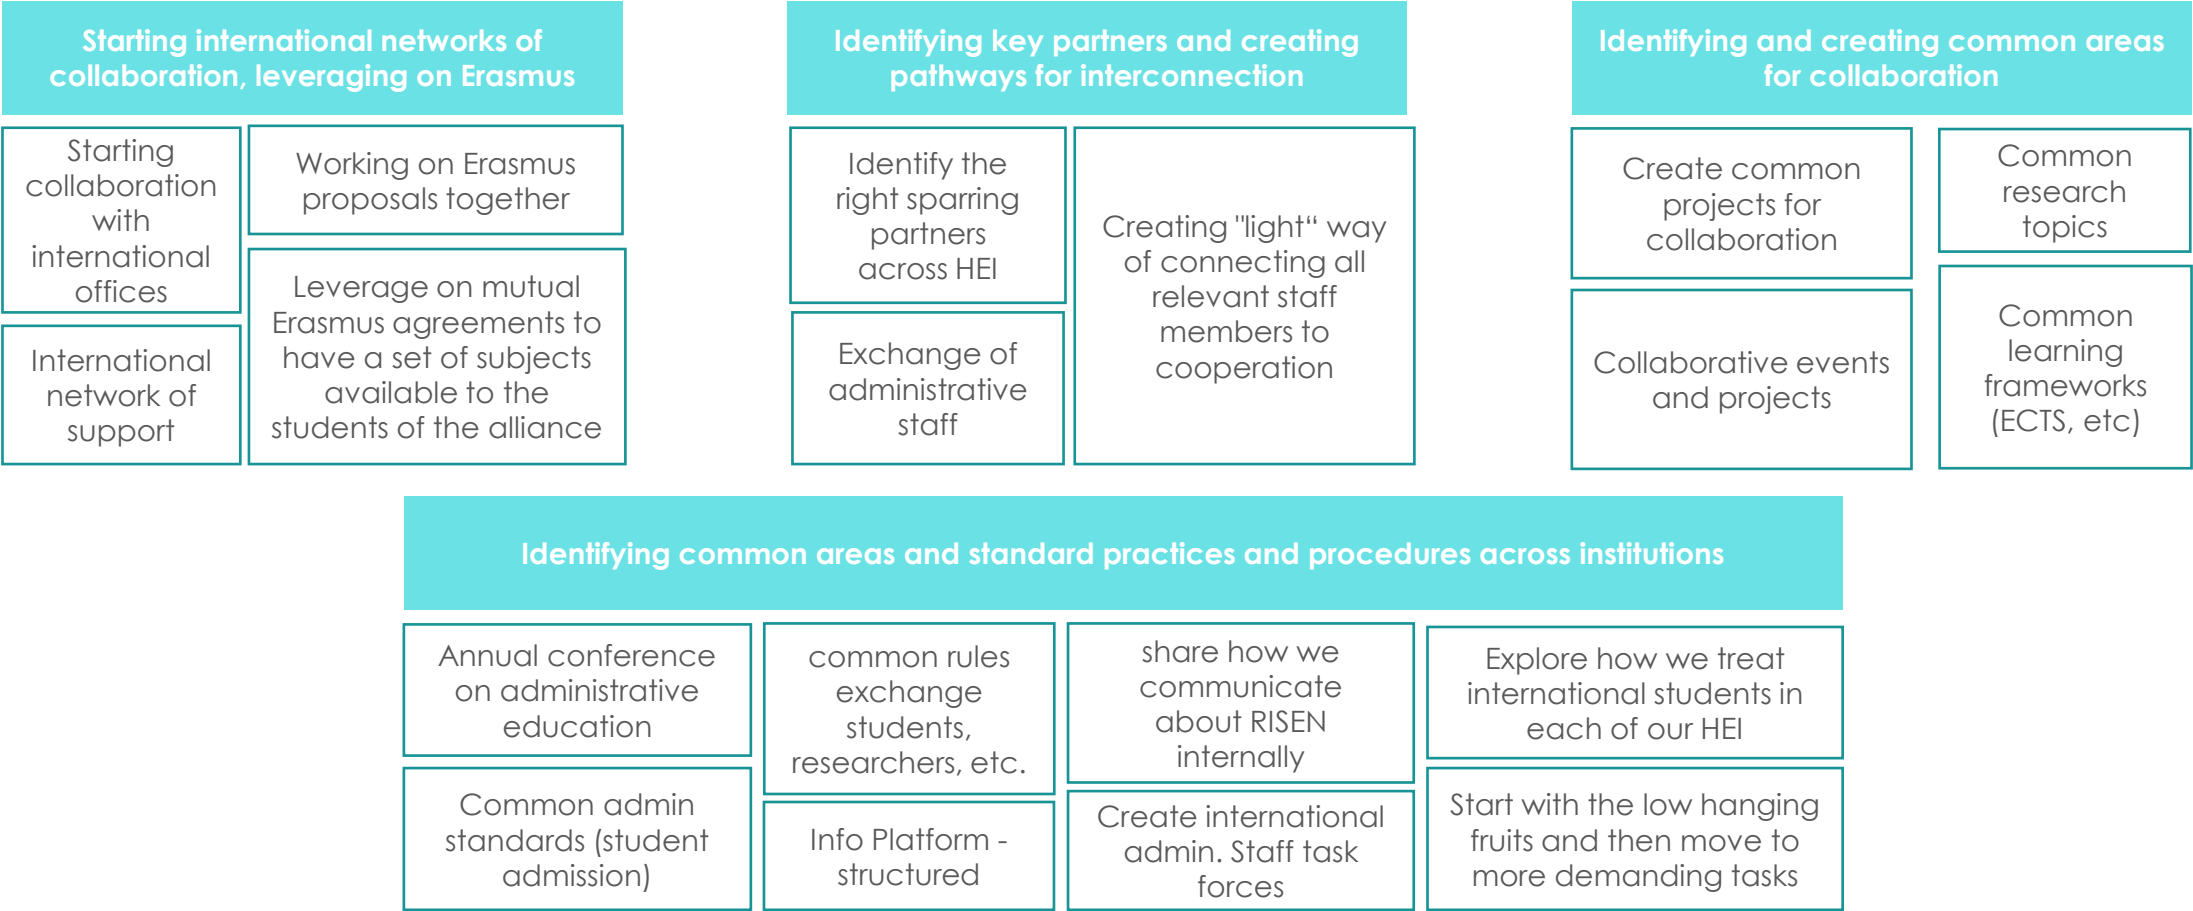 Starting international networks of
collaboration, leveraging on Erasmus
Starting
collaboration
with
international
offices
Working on Erasmus
proposals together
International
network of
support
Leverage on mutual
Erasmus agreements to
have a set of subjects
available to the
students of the alliance
Identifying key partners and creating
pathways for interconnection
Identify the
right sparring
partners
across HEI
Exchange of
administrative
staff
Creating "light“ way
of connecting all
relevant staff
members to
cooperation
Identifying and creating common areas
for collaboration
Create common
projects for
collaboration
Common
research
topics
Collaborative events
and projects
Common
learning
frameworks
(ECTS, etc)
Identifying common areas and standard practices and procedures across institutions
Annual conference
on administrative
education
common rules
exchange
students,
researchers, etc.
share how we
communicate
about RISEN
internally
Explore how we treat
international students in
each of our HEI
Common admin
standards (student
admission)
Info Platform -
structured
Create international
admin. Staff task
forces
Start with the low hanging
fruits and then move to
more demanding tasks